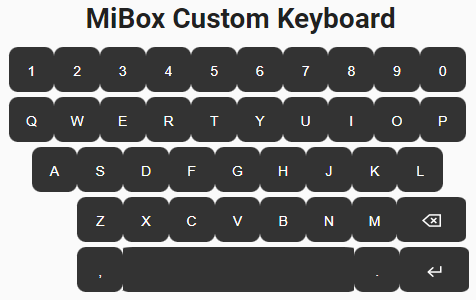 MiBox Custom Keyboard
1 2 3 4 5 6 7 8 9 0
Q W E R T Y U I O P
A S D F G H J K L
Z X C V B N M
, .